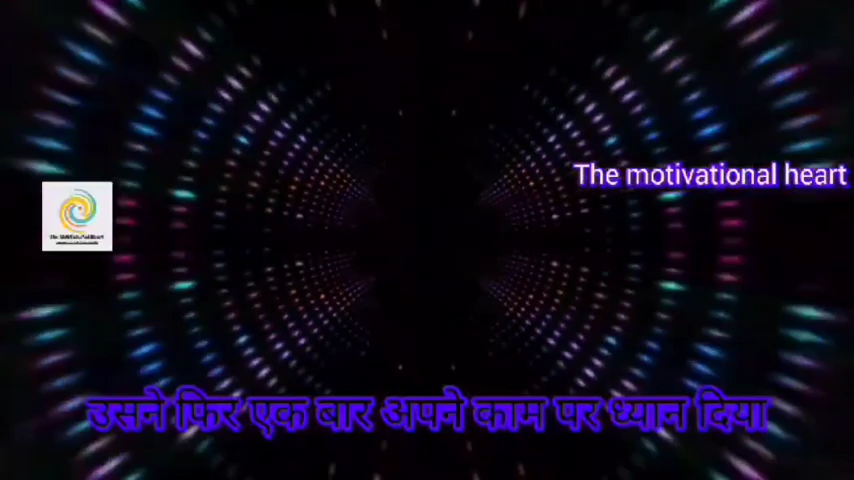 The motivational heart
उसने फिर एक बार अपने काम पर ध्यान दिया